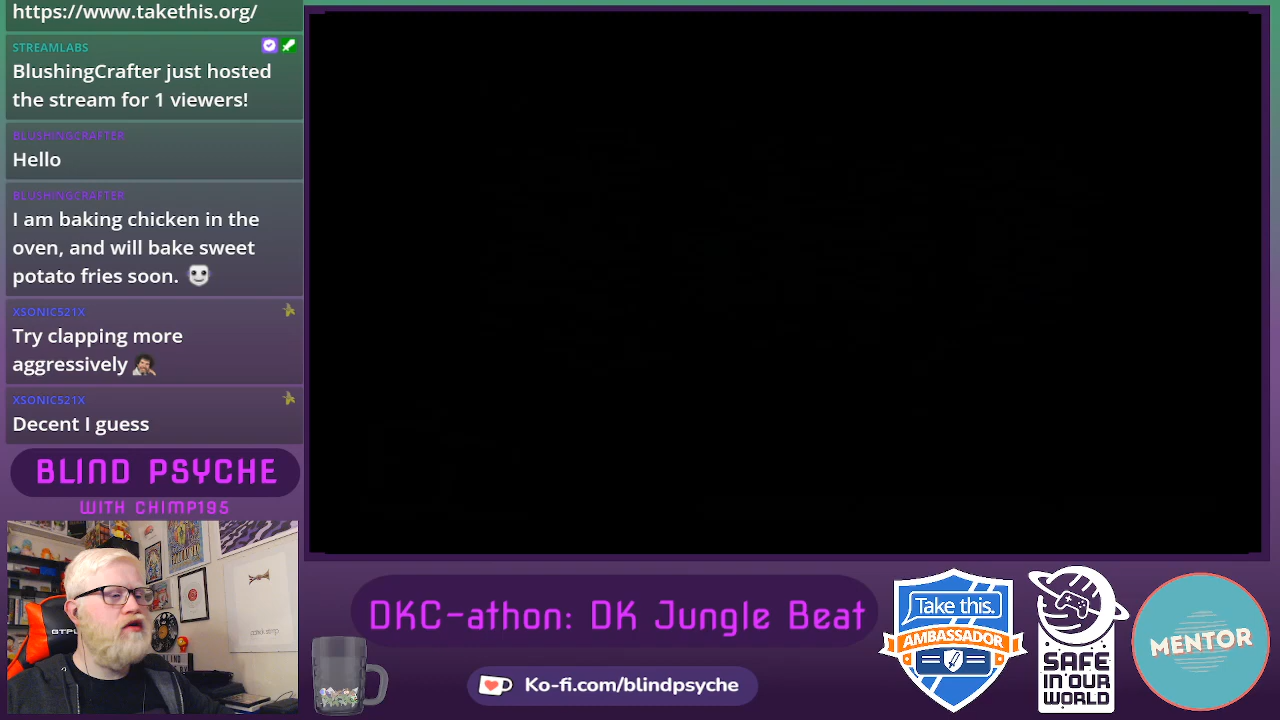 https://www.takethis.org/
STREAMLABS
BlushingCrafter just hosted
the stream for 1 viewers!
BLUSHINGCRAFTER
Hello
BLUSHINGCRAFTER
I am baking chicken in the
oven, and will bake sweet
potato fries soon.
XSONIC521X
Try clapping more
aggressively
XSONIC521X
Decent I guess
BLIND PSYCHE
WITH CHIMP195
DKC-athon: DK Jungle Beat
Ko-fi.com/blindpsyche
Take this.
AMBASSADOR
SAFE
IN OUR
WORLD
MENTOR